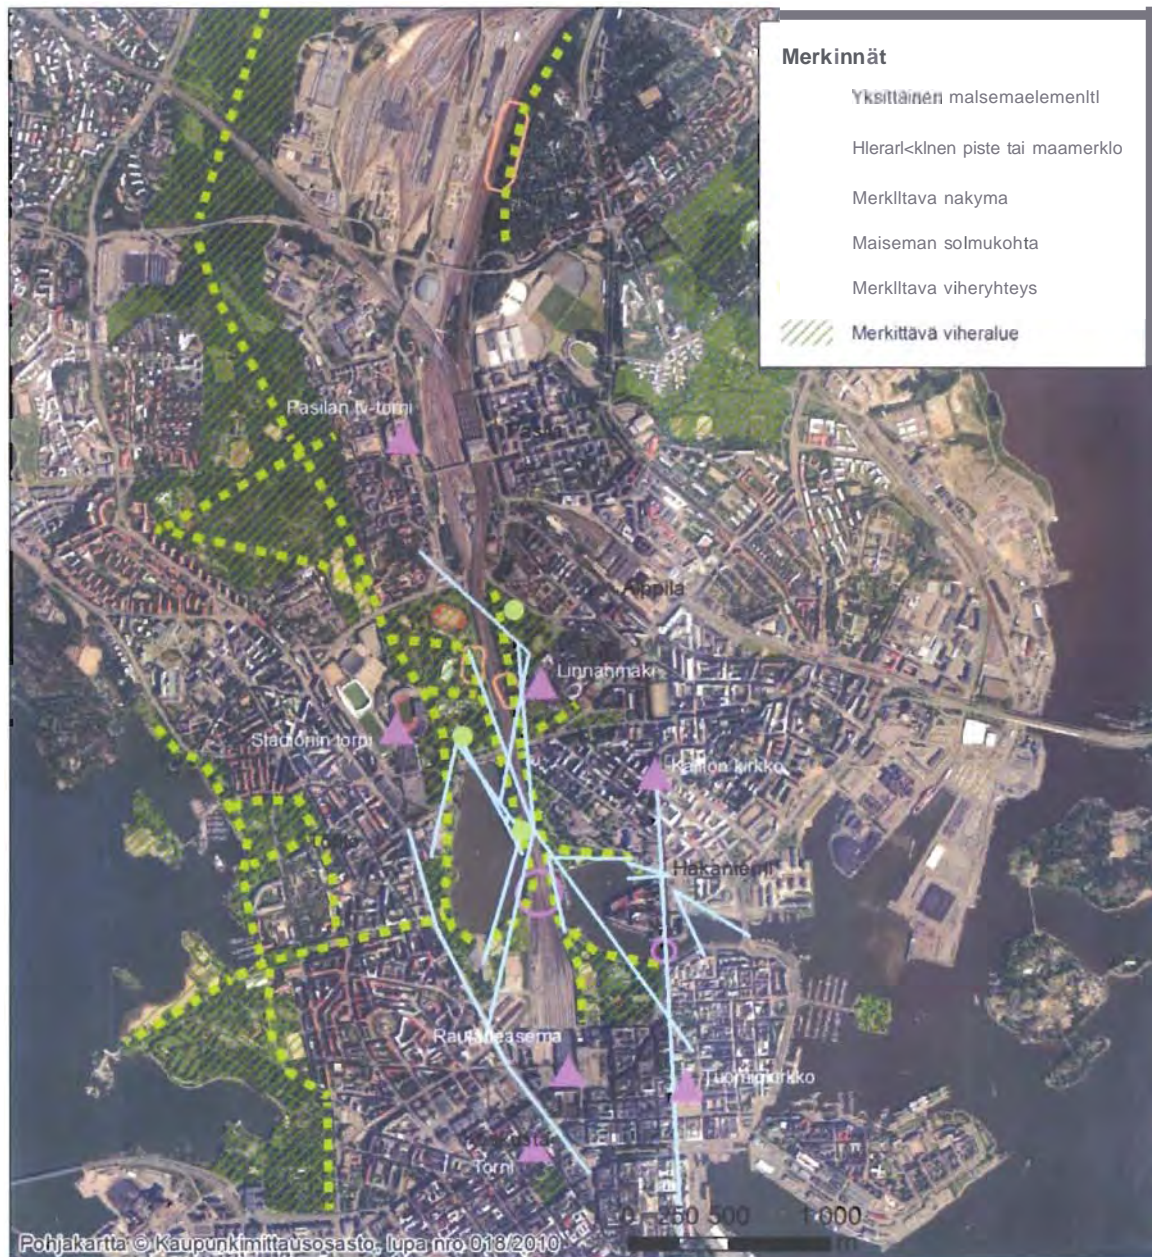 Merkinnät
Yksittäinen malsemaelemenltl
Hlerarl<klnen piste tai maamerklo
Merklltava nakyma
Maiseman solmukohta
Merklltava viheryhteys
Merkittävä viheralue
Pasilan tv-torni
Alppila
Linnanmäki
Stadionin torni
Kallion kirkko
Hakaniemi
Rautatieasema
Tuomiokirkko
Torni
0 250 500 1 000
m
Pohjakartta © Kaupunkimittausosasto, lupa nro 018/2010